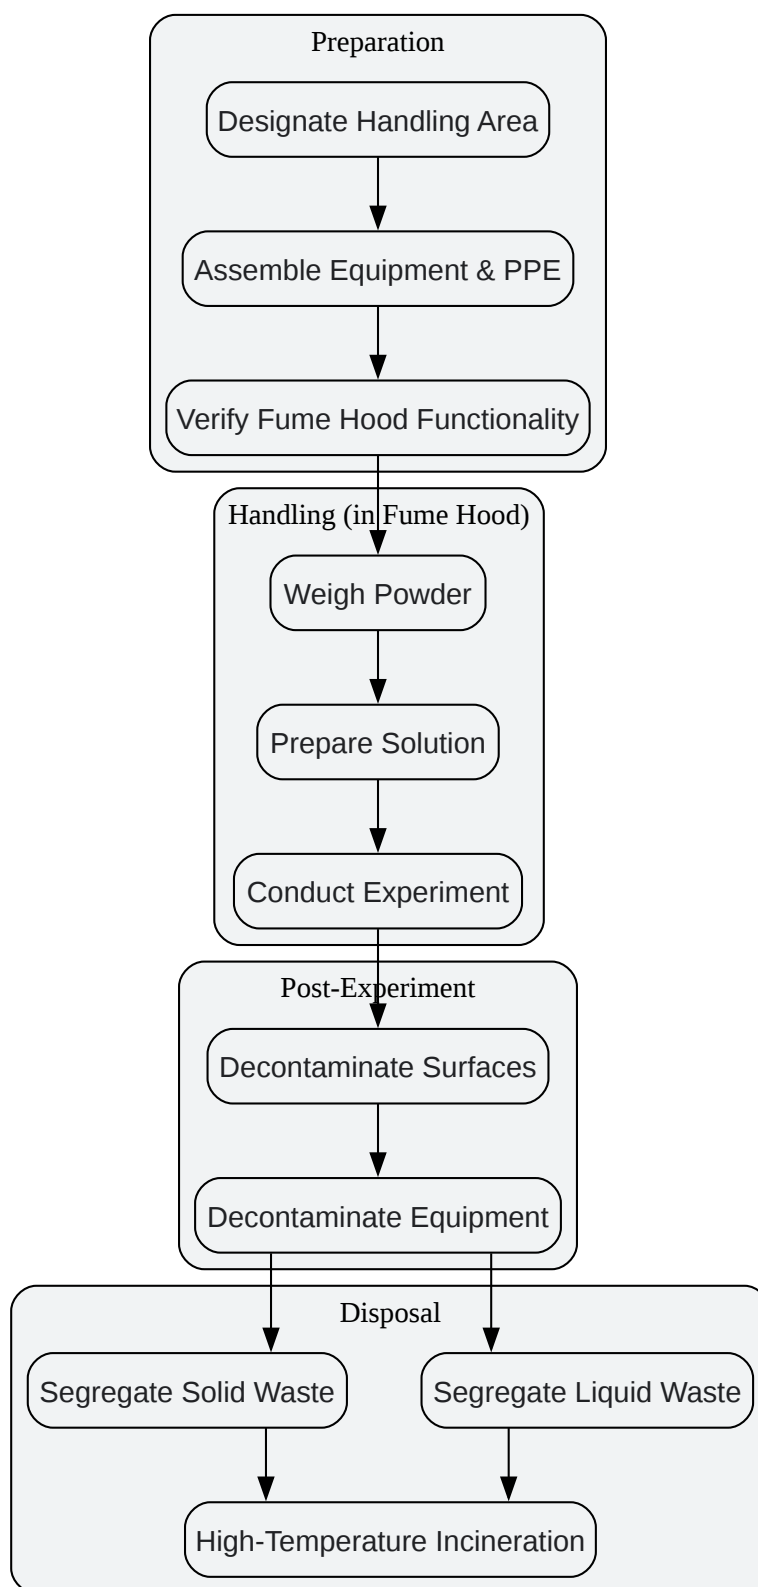 Preparation
Designate Handling Area
Assemble Equipment & PPE
Verify Fume Hood Functionality
Handling (in Fume Hood)
Weigh Powder
Prepare Solution
Conduct Experiment
Post-Experiment
Decontaminate Surfaces
Decontaminate Equipment
Disposal
Segregate Solid Waste
Segregate Liquid Waste
High-Temperature Incineration